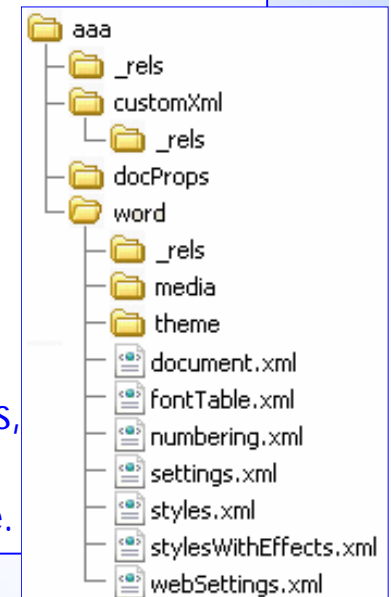 aaa
_rels
customXml
_rels
docProps
word
_rels
media
theme
document.xml
fontTable.xml
numbering.xml
settings.xml
styles.xml
stylesWithEffects.xml
webSettings.xml